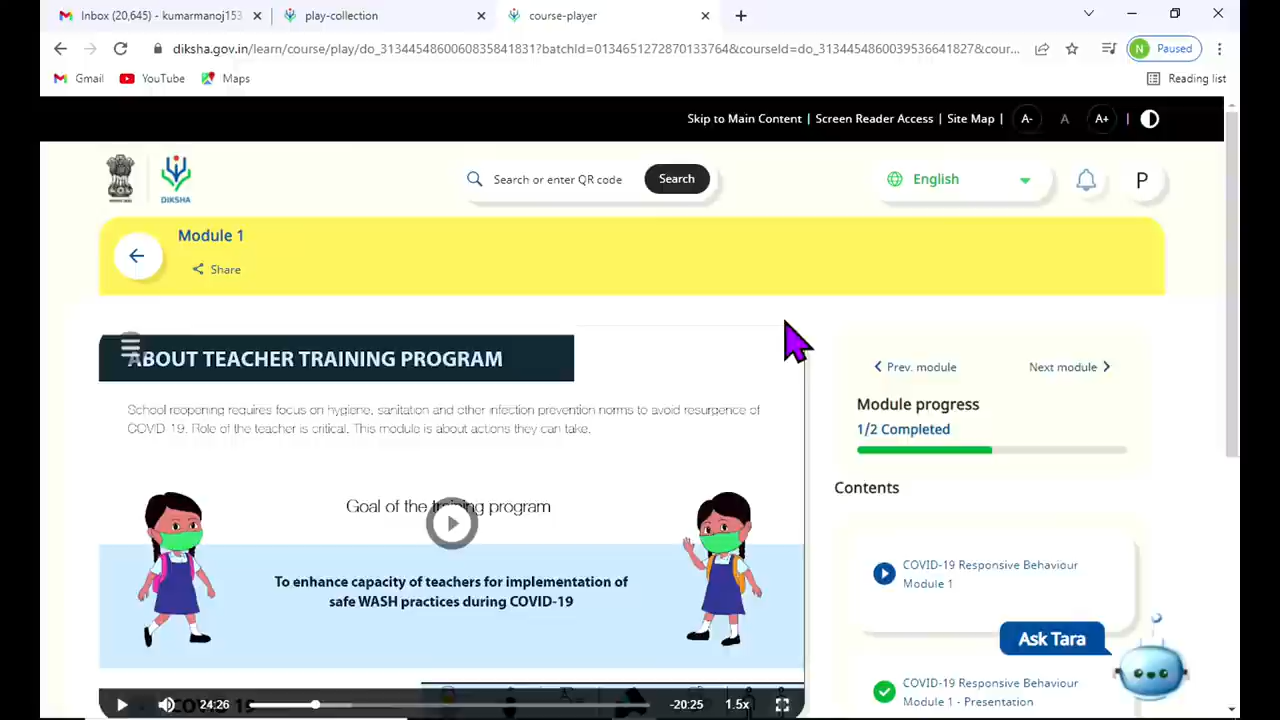 Inbox (20,645) - kumarmanoj153
play-collection
course-player
diksha.gov.in/learn/course/play/do_31344548600608358418​31?batchId=0134651272870133764&courseId=do_31344548600395366​41827&cour...
N Paused
Gmail
YouTube
Maps
Reading list
Skip to Main Content | Screen Reader Access | Site Map | A- A A+ |
DIKSHA
Search or enter QR code
Search
English
P
Module 1
Share
ABOUT TEACHER TRAINING PROGRAM
School reopening requires focus on hygiene, sanitation and other infection prevention norms to avoid resurgence of
COVID 19. Role of the teacher is critical. This module is about actions they can take.
Goal of the training program
To enhance capacity of teachers for implementation of
safe WASH practices during COVID-19
24:26
-20:25
1.5x
Prev. module
Next module
Module progress
1/2 Completed
Contents
COVID-19 Responsive Behaviour
Module 1
Ask Tara
COVID-19 Responsive Behaviour
Module 1 - Presentation